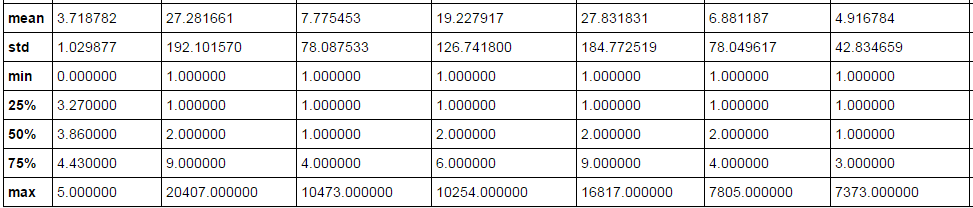 mean 3.718782 27.281661 7.775453 19.227917 27.831831 6.881187 4.916784
std 1.029877 192.101570 78.087533 126.741800 184.772519 78.049617 42.834659
min 0.000000 1.000000 1.000000 1.000000 1.000000 1.000000 1.000000
25% 3.270000 1.000000 1.000000 1.000000 1.000000 1.000000 1.000000
50% 3.860000 2.000000 1.000000 2.000000 2.000000 2.000000 1.000000
75% 4.430000 9.000000 4.000000 6.000000 9.000000 4.000000 3.000000
max 5.000000 20407.000000 10473.000000 10254.000000 16817.000000 7805.000000 7373.000000